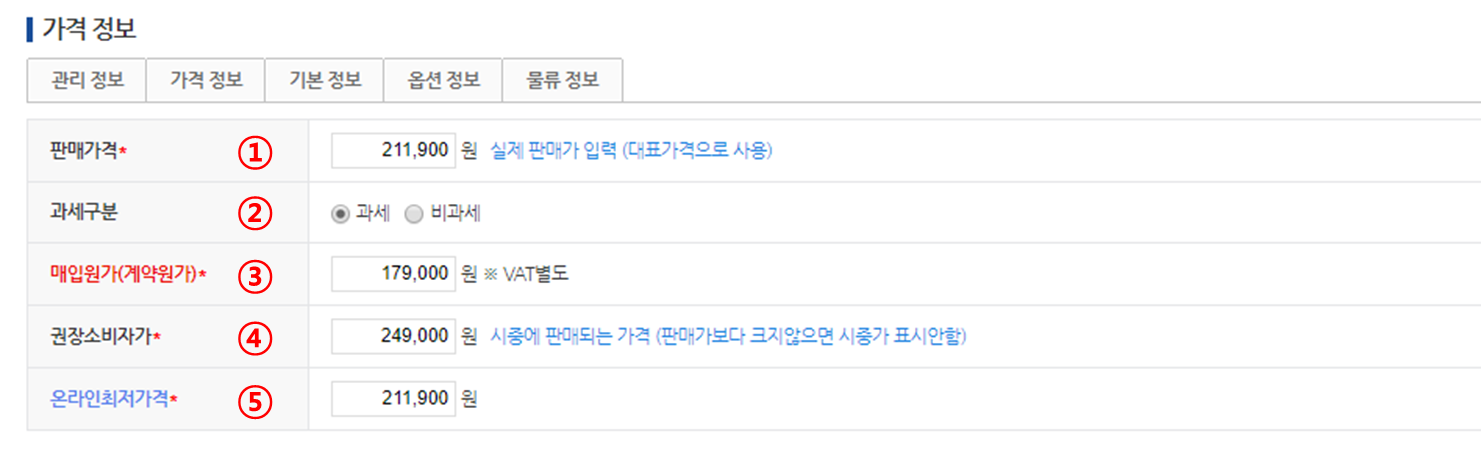 가격 정보
관리 정보 가격 정보 기본 정보 옵션 정보 물류 정보
판매가격* ① 211,900 원 실제 판매가 입력 (대표가격으로 사용)
과세구분 ② 과세 비과세
매입원가(계약원가)* ③ 179,000 원 ※ VAT별도
권장소비자가* ④ 249,000 원 시중에 판매되는 가격 (판매가보다 크지않으면 시중가 표시안함)
온라인최저가격* ⑤ 211,900 원